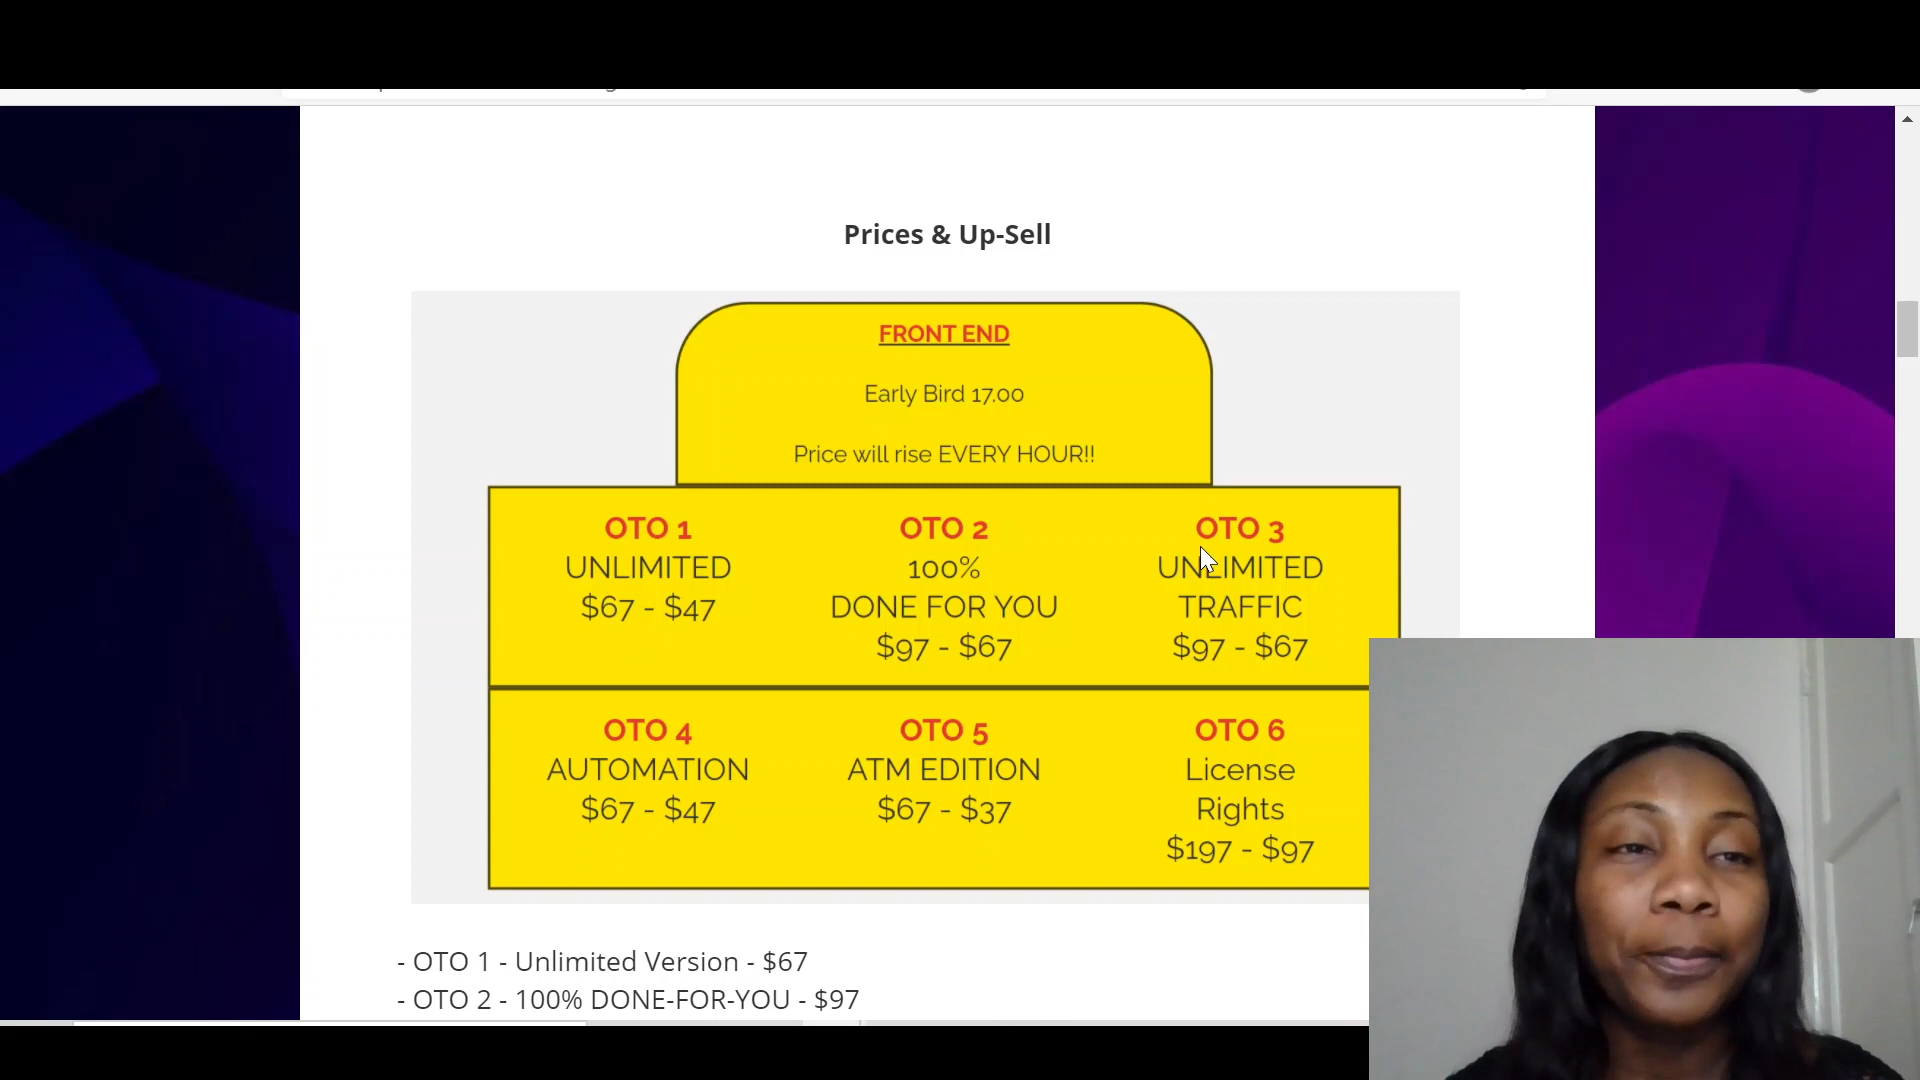 Prices & Up-Sell
FRONT END
Early Bird 17.00
Price will rise EVERY HOUR!!
OTO 1
UNLIMITED
$67 - $47
OTO 2
100%
DONE FOR YOU
$97 - $67
OTO 3
UNLIMITED
TRAFFIC
$97 - $67
OTO 4
AUTOMATION
$67 - $47
OTO 5
ATM EDITION
$67 - $37
OTO 6
License
Rights
$197 - $97
- OTO 1 - Unlimited Version - $67
- OTO 2 - 100% DONE-FOR-YOU - $97